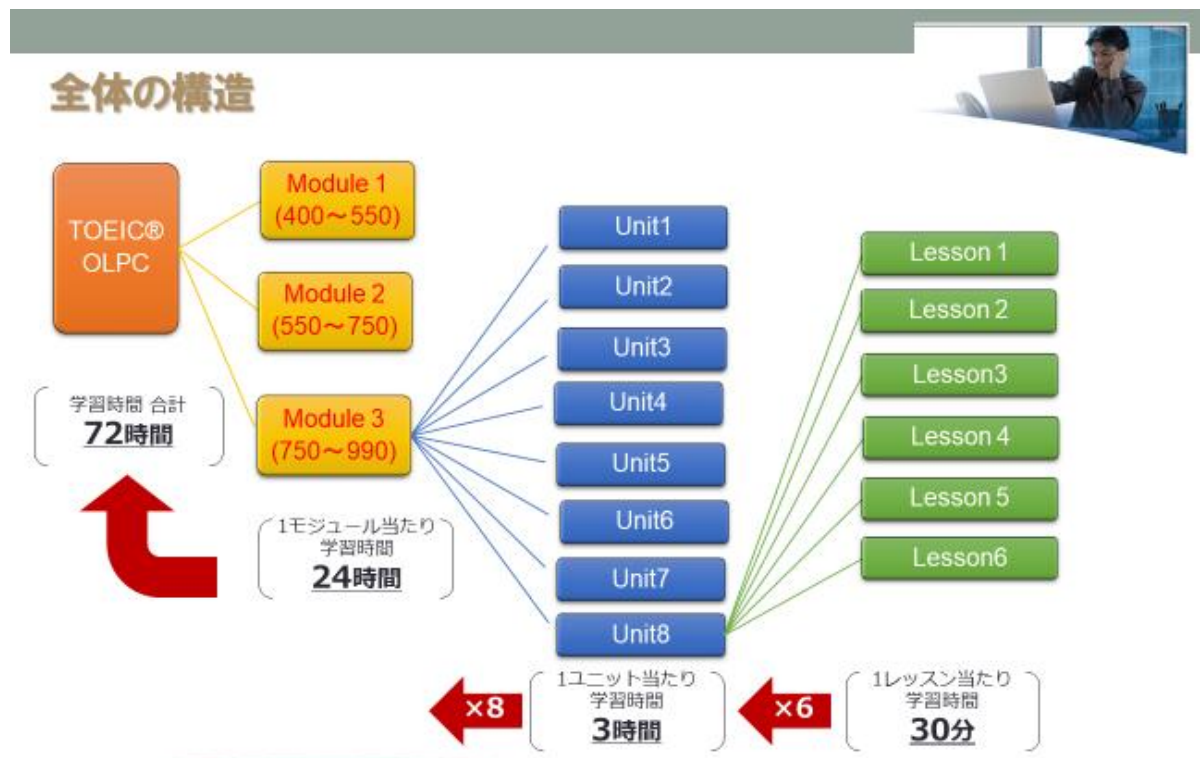 全体の構造
TOEIC®
OLPC
Module 1
(400～550)
Module 2
(550～750)
Module 3
(750～990)
Unit1
Unit2
Unit3
Unit4
Unit5
Unit6
Unit7
Unit8
Lesson 1
Lesson 2
Lesson3
Lesson 4
Lesson 5
Lesson6
学習時間 合計
72時間
1モジュール当たり
学習時間
24時間
×8
1ユニット当たり
学習時間
3時間
×6
1レッスン当たり
学習時間
30分